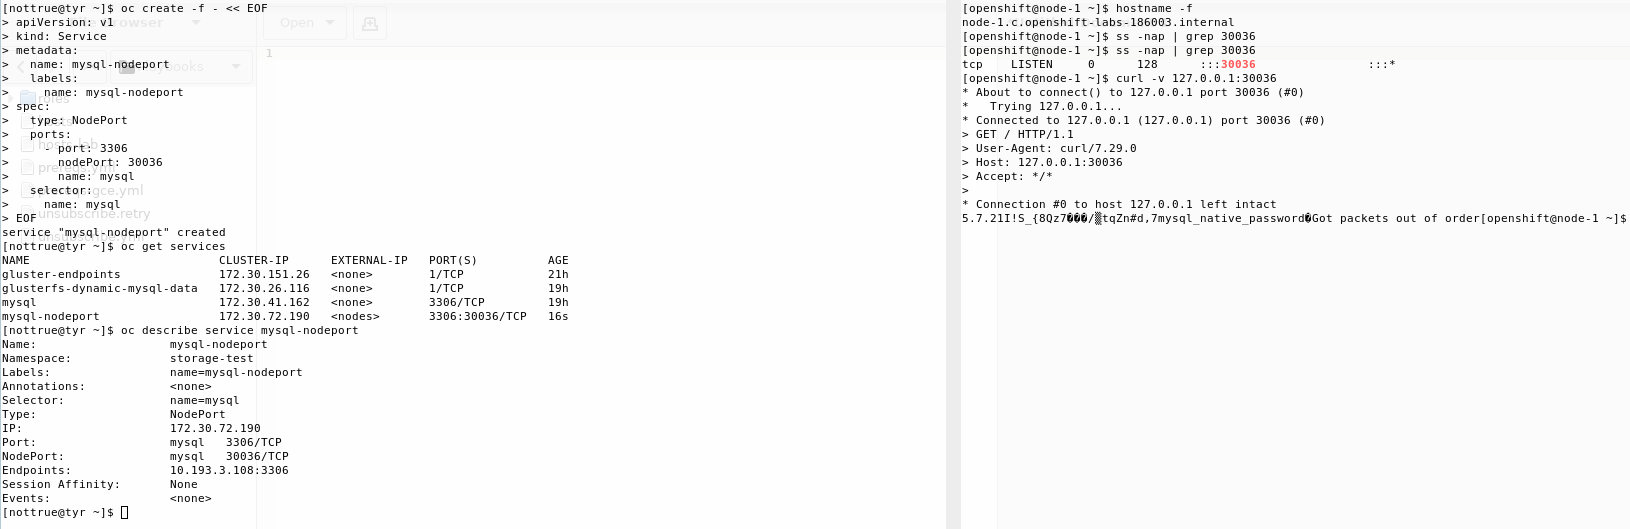 [nottrue@tyr ~]$ oc create -f - << EOF
> apiVersion: v1
> kind: Service
> metadata:
>   name: mysql-nodeport
>   labels:
>     name: mysql-nodeport
> spec:
>   type: NodePort
>   ports:
>     - port: 3306
>       nodePort: 30036
>       name: mysql
>   selector:
>     name: mysql
> EOF
service "mysql-nodeport" created
[nottrue@tyr ~]$ oc get services
NAME                           CLUSTER-IP      EXTERNAL-IP   PORT(S)          AGE
gluster-endpoints              172.30.151.26   <none>        1/TCP            21h
glusterfs-dynamic-mysql-data   172.30.26.116   <none>        1/TCP            19h
mysql                          172.30.41.162   <none>        3306/TCP         19h
mysql-nodeport                 172.30.72.190   <nodes>       3306:30036/TCP   16s
[nottrue@tyr ~]$ oc describe service mysql-nodeport
Name:                   mysql-nodeport
Namespace:              storage-test
Labels:                 name=mysql-nodeport
Annotations:            <none>
Selector:               name=mysql
Type:                   NodePort
IP:                     172.30.72.190
Port:                   mysql   3306/TCP
NodePort:               mysql   30036/TCP
Endpoints:              10.193.3.108:3306
Session Affinity:       None
Events:                 <none>
[nottrue@tyr ~]$
Open
1
roles
hosts.lab
unsubscribe.retry
unsubscribe.yml
[openshift@node-1 ~]$ hostname -f
node-1.c.openshift-labs-186003.internal
[openshift@node-1 ~]$ ss -nap | grep 30036
[openshift@node-1 ~]$ ss -nap | grep 30036
tcp    LISTEN     0      128      :::30036                :::*
[openshift@node-1 ~]$ curl -v 127.0.0.1:30036
* About to connect() to 127.0.0.1 port 30036 (#0)
*   Trying 127.0.0.1...
* Connected to 127.0.0.1 (127.0.0.1) port 30036 (#0)
> GET / HTTP/1.1
> User-Agent: curl/7.29.0
> Host: 127.0.0.1:30036
> Accept: */*
>
* Connection #0 to host 127.0.0.1 left intact
5.7.21I!S_{8Qz7���/▒tqZn#d,7mysql_native_password�Got packets out of order[openshift@node-1 ~]$